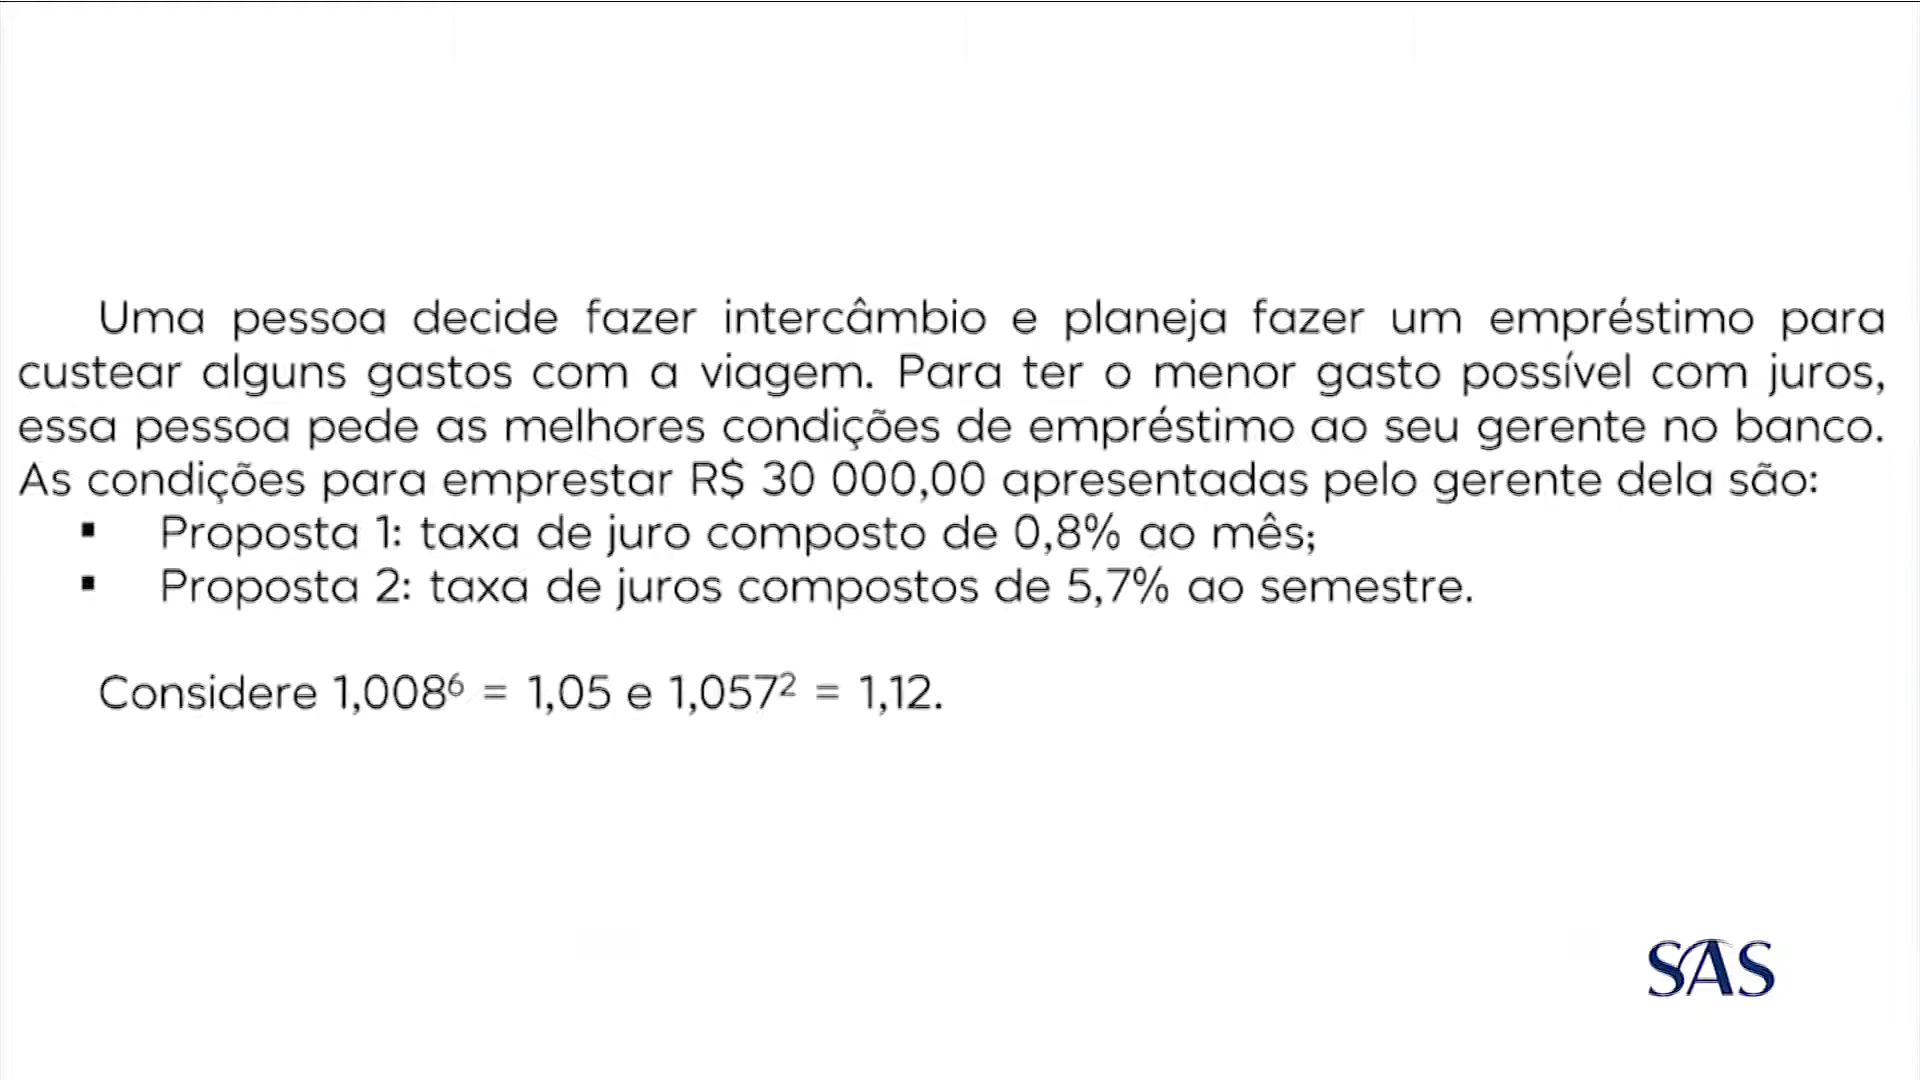 Uma pessoa decide fazer intercâmbio e planeja fazer um empréstimo para
custear alguns gastos com a viagem. Para ter o menor gasto possível com juros,
essa pessoa pede as melhores condições de empréstimo ao seu gerente no banco.
As condições para emprestar R$ 30 000,00 apresentadas pelo gerente dela são:
▪ Proposta 1: taxa de juro composto de 0,8% ao mês;
▪ Proposta 2: taxa de juros compostos de 5,7% ao semestre.
Considere 1,008⁶ = 1,05 e 1,057² = 1,12.
SAS